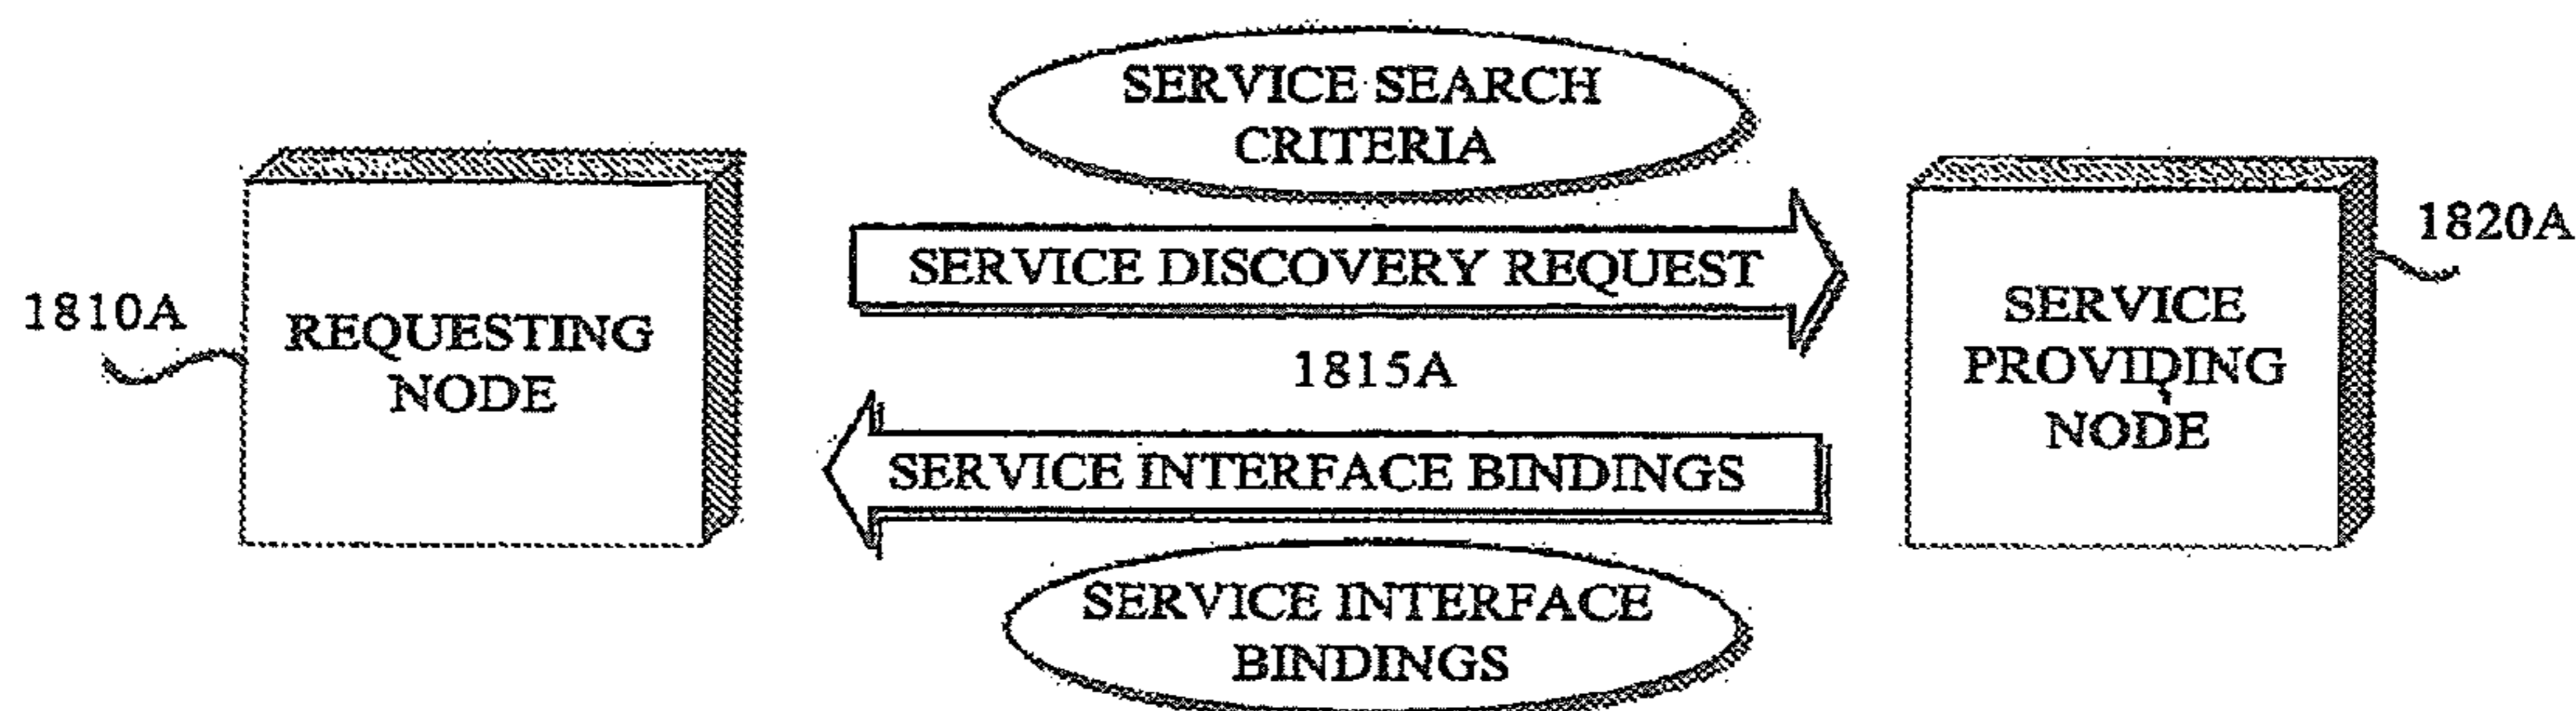 SERVICE SEARCH
CRITERIA
SERVICE DISCOVERY REQUEST
1820A
1810A
REQUESTING
NODE
SERVICE
PROVIDING
NODE
1815A
SERVICE INTERFACE BINDINGS
SERVICE INTERFACE
BINDINGS